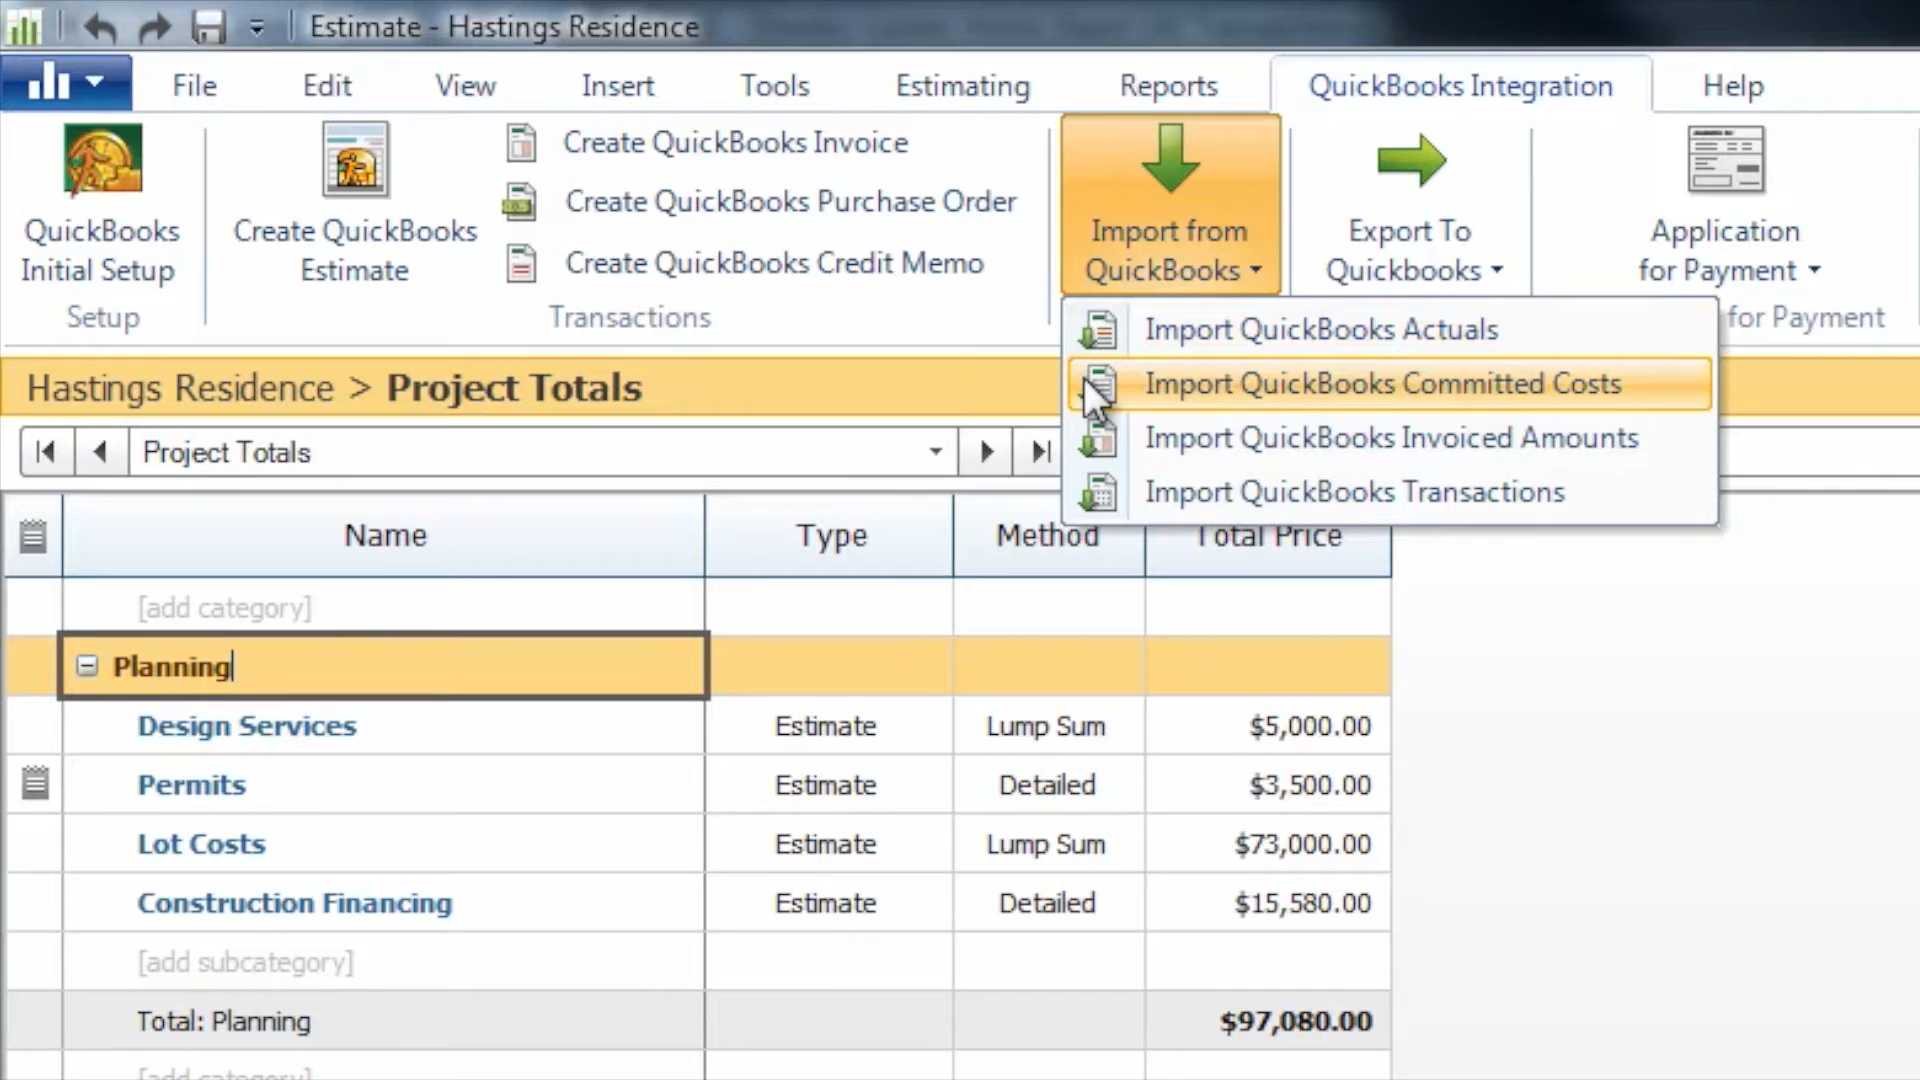 Estimate - Hastings Residence
File Edit View Insert Tools Estimating Reports QuickBooks Integration Help
QuickBooks
Initial Setup
Setup
Create QuickBooks
Estimate
Create QuickBooks Invoice
Create QuickBooks Purchase Order
Create QuickBooks Credit Memo
Transactions
Import from
QuickBooks
Export To
Quickbooks
Application
for Payment
for Payment
Import QuickBooks Actuals
Import QuickBooks Committed Costs
Import QuickBooks Invoiced Amounts
Import QuickBooks Transactions
Hastings Residence > Project Totals
Project Totals
Name Type Method Total Price
[add category]
Planning
Design Services Estimate Lump Sum $5,000.00
Permits Estimate Detailed $3,500.00
Lot Costs Estimate Lump Sum $73,000.00
Construction Financing Estimate Detailed $15,580.00
[add subcategory]
Total: Planning $97,080.00
[add category]